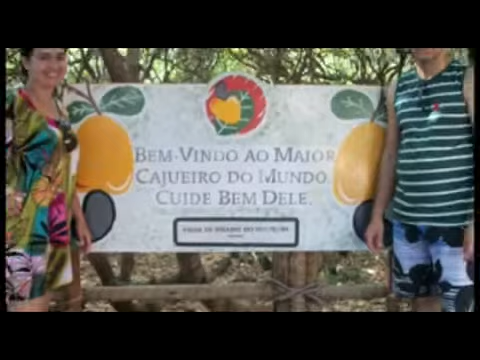 BEM-VINDO AO MAIOR
CAJUEIRO DO MUNDO.
CUIDE BEM DELE.